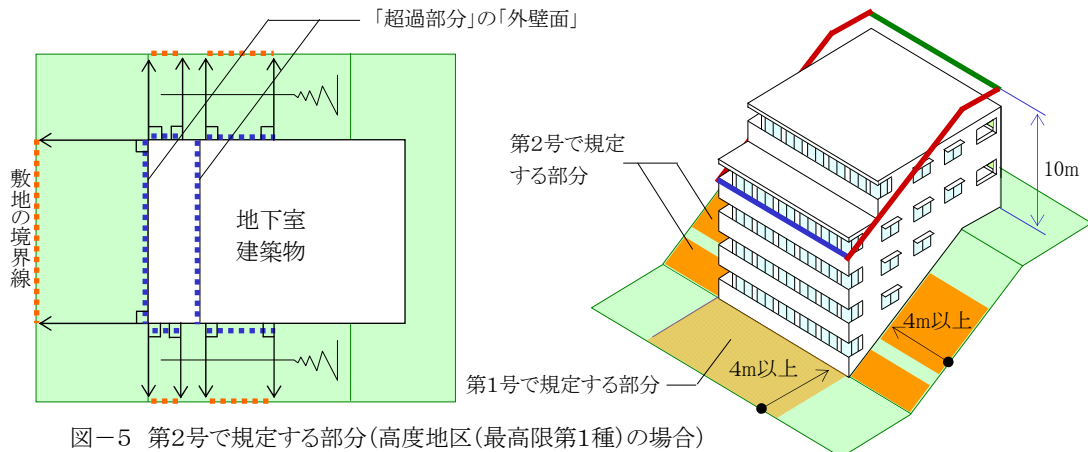 「超過部分」の「外壁面」
敷地の境界線
地下室
建築物
第2号で規定
する部分
10m
4m以上
第1号で規定する部分
4m以上
図－5 第2号で規定する部分(高度地区(最高限第1種)の場合)